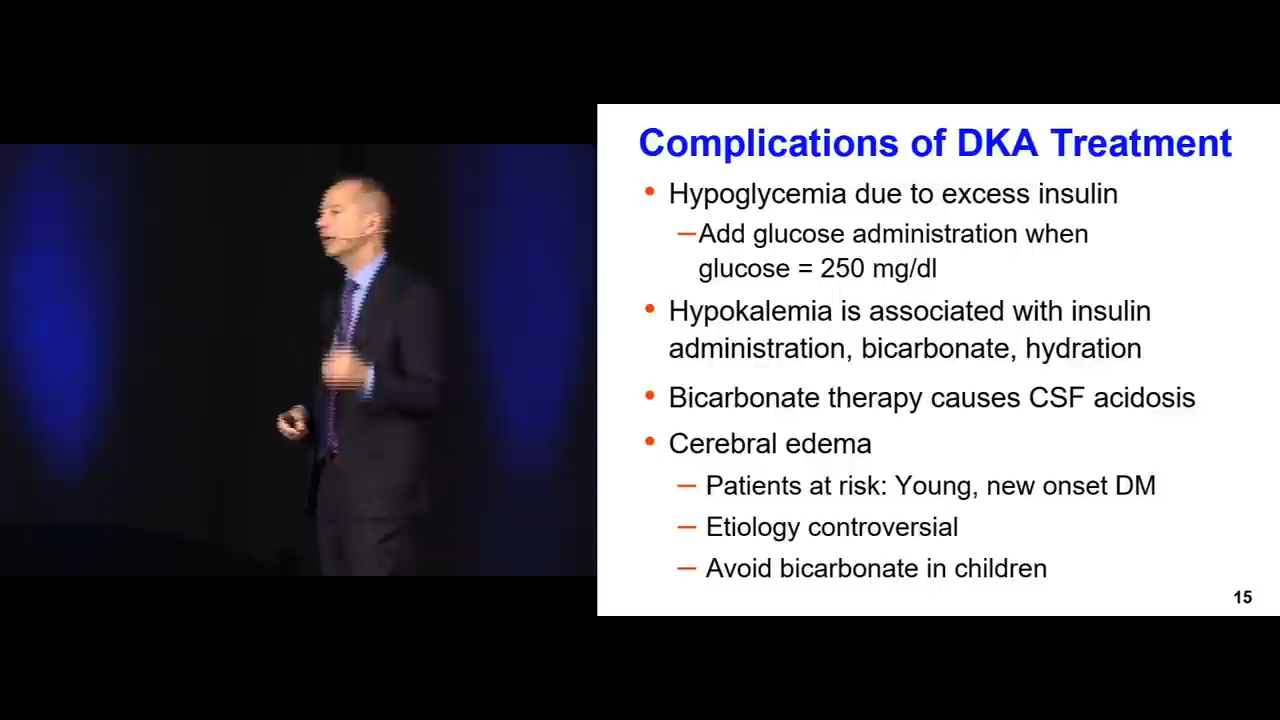 Complications of DKA Treatment
• Hypoglycemia due to excess insulin
—Add glucose administration when
glucose = 250 mg/dl
• Hypokalemia is associated with insulin
administration, bicarbonate, hydration
• Bicarbonate therapy causes CSF acidosis
• Cerebral edema
— Patients at risk: Young, new onset DM
— Etiology controversial
— Avoid bicarbonate in children
15